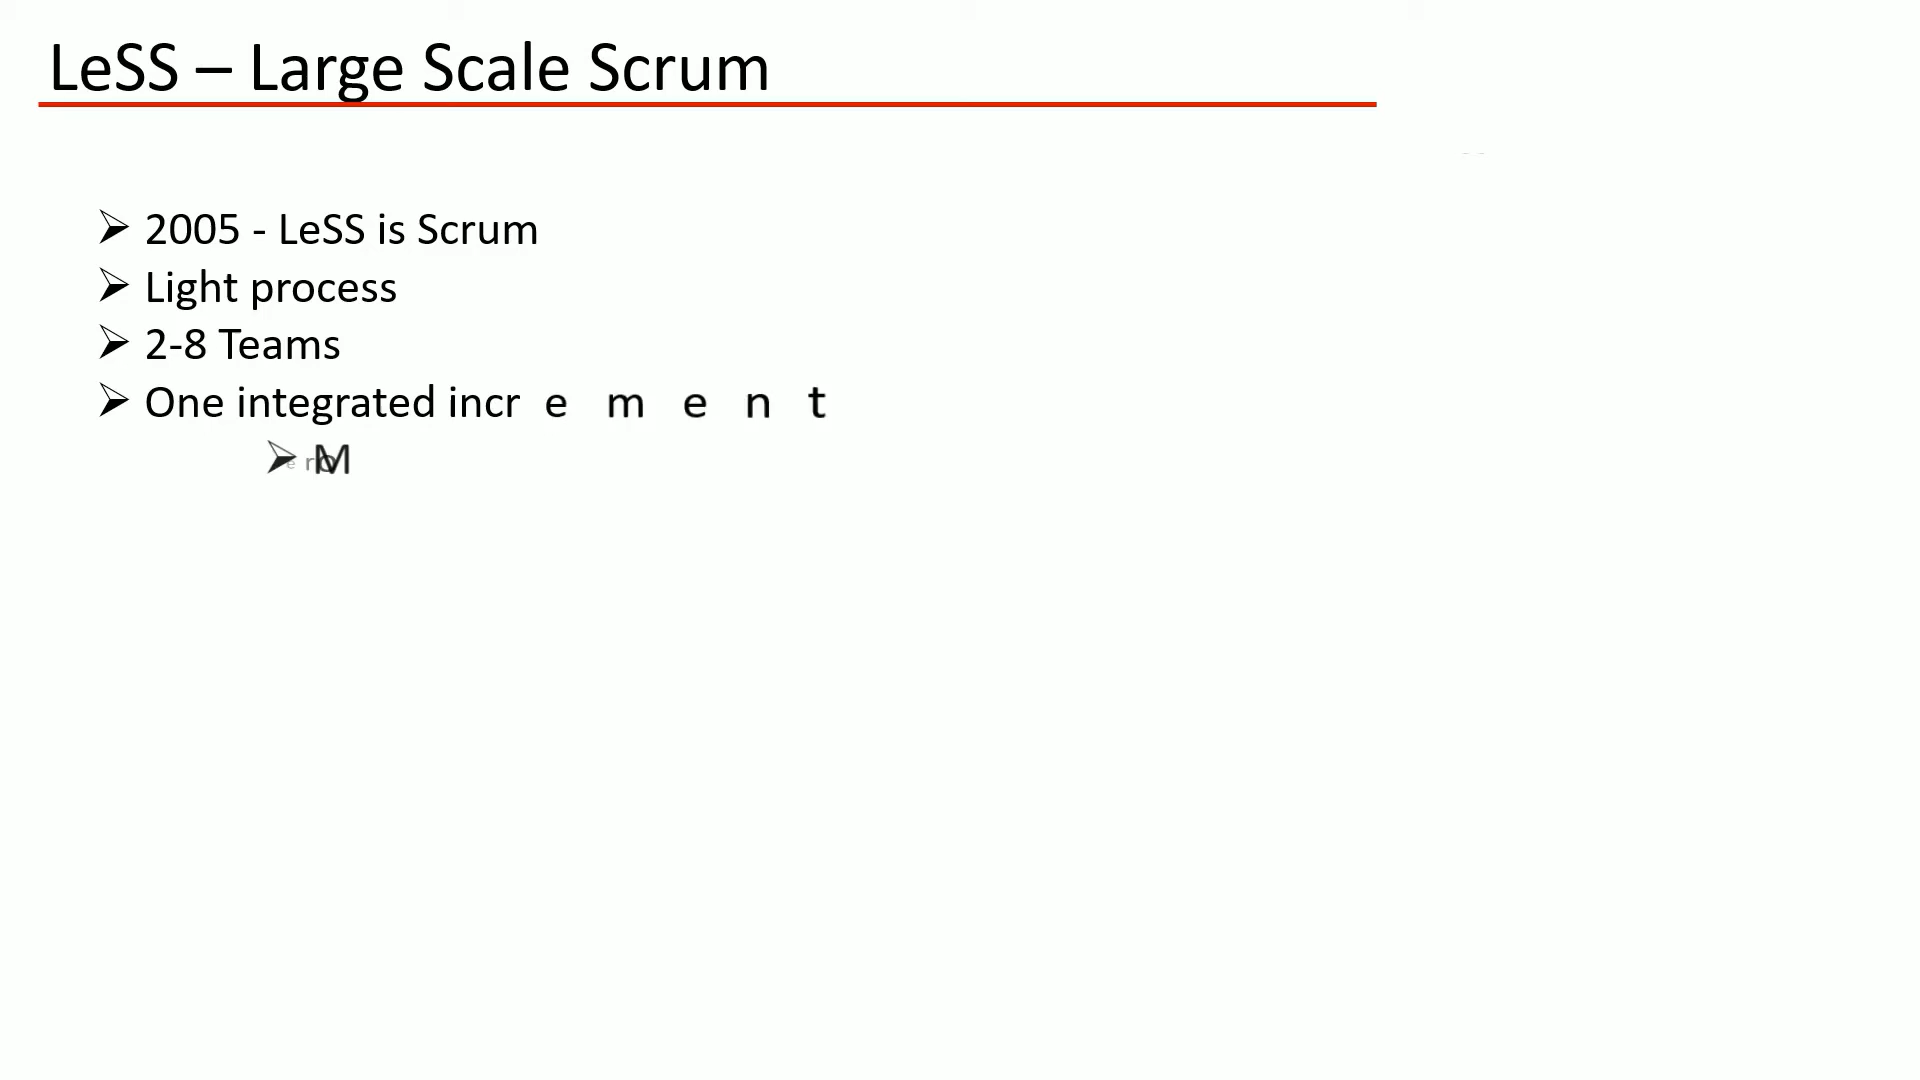 LeSS – Large Scale Scrum
2005 - LeSS is Scrum
Light process
2-8 Teams
One integrated increment